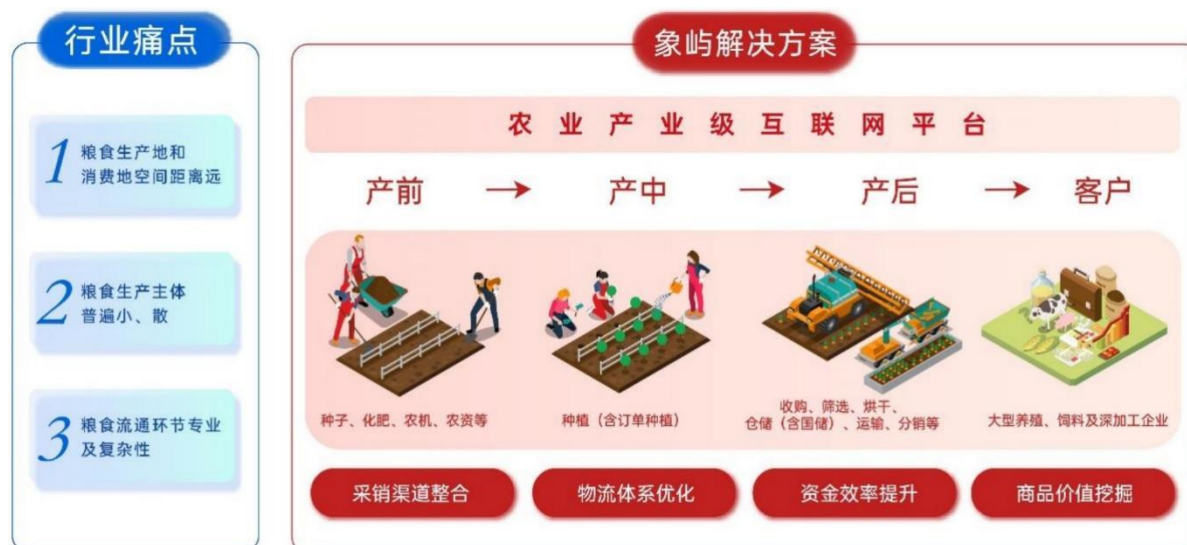 行业痛点
1
粮食生产地和
消费地空间距离远
2
粮食生产主体
普遍小、散
3
粮食流通环节专业
及复杂性
象屿解决方案
农业产业级互联网平台
产前 → 产中 → 产后 → 客户
种子、化肥、农机、农资等
种植（含订单种植）
收购、筛选、烘干、
仓储（含国储）、运输、分销等
大型养殖、饲料及深加工企业
采销渠道整合
物流体系优化
资金效率提升
商品价值挖掘